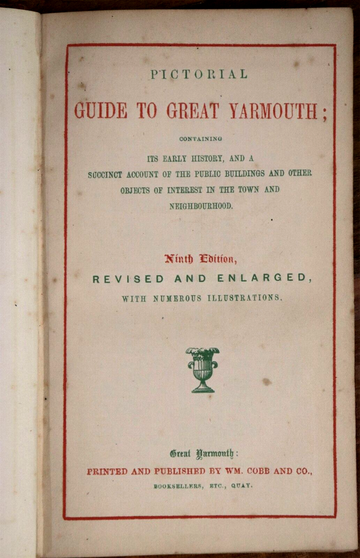 PICTORIAL
GUIDE TO GREAT YARMOUTH;
CONTAINING
ITS EARLY HISTORY, AND A
SUCCINCT ACCOUNT OF THE PUBLIC BUILDINGS AND OTHER
OBJECTS OF INTEREST IN THE TOWN AND
NEIGHBOURHOOD.
Ninth Edition,
REVISED AND ENLARGED,
WITH NUMEROUS ILLUSTRATIONS.
Great Yarmouth:
PRINTED AND PUBLISHED BY WM. COBB AND CO.,
BOOKSELLERS, ETC., QUAY.